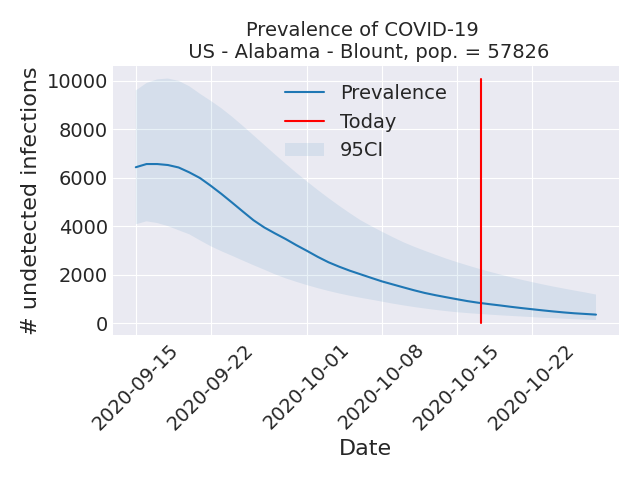 Prevalence of COVID-19
US - Alabama - Blount, pop. = 57826
# undetected infections
10000
8000
6000
4000
2000
0
Prevalence
Today
95CI
2020-09-15
2020-09-22
2020-10-01
2020-10-08
2020-10-15
2020-10-22
Date